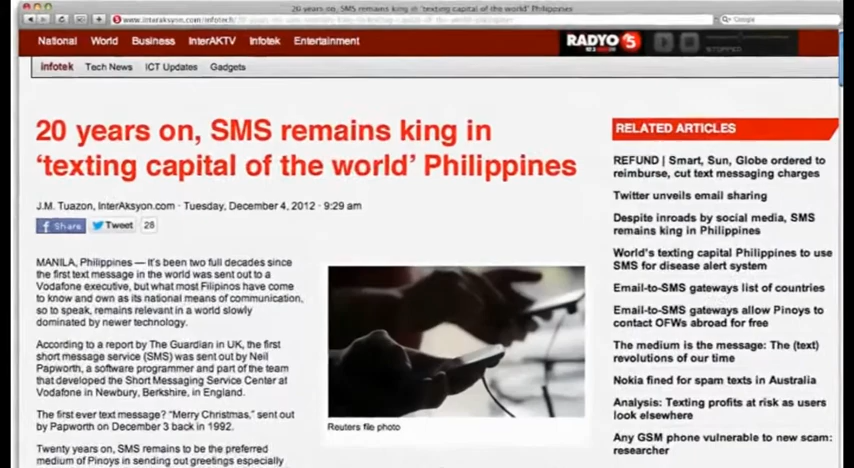 20 years on, SMS remains king in 'texting capital of the world' Philippines
www.interaksyon.com/infotech/
Google
National World Business InterAKTV Infotek Entertainment
RADYO 5
STOPPED
infotek Tech News ICT Updates Gadgets
20 years on, SMS remains king in
‘texting capital of the world’ Philippines
J.M. Tuazon, InterAksyon.com · Tuesday, December 4, 2012 · 9:29 am
Share Tweet 28
MANILA, Philippines — It's been two full decades since
the first text message in the world was sent out to a
Vodafone executive, but what most Filipinos have come
to know and own as its national means of communication,
so to speak, remains relevant in a world slowly
dominated by newer technology.
According to a report by The Guardian in UK, the first
short message service (SMS) was sent out by Neil
Papworth, a software programmer and part of the team
that developed the Short Messaging Service Center at
Vodafone in Newbury, Berkshire, in England.
The first ever text message? "Merry Christmas," sent out
by Papworth on December 3 back in 1992.
Twenty years on, SMS remains to be the preferred
medium of Pinoys in sending out greetings especially
Reuters file photo
RELATED ARTICLES
REFUND | Smart, Sun, Globe ordered to
reimburse, cut text messaging charges
Twitter unveils email sharing
Despite inroads by social media, SMS
remains king in Philippines
World's texting capital Philippines to use
SMS for disease alert system
Email-to-SMS gateways list of countries
Email-to-SMS gateways allow Pinoys to
contact OFWs abroad for free
The medium is the message: The (text)
revolutions of our time
Nokia fined for spam texts in Australia
Analysis: Texting profits at risk as users
look elsewhere
Any GSM phone vulnerable to new scam:
researcher